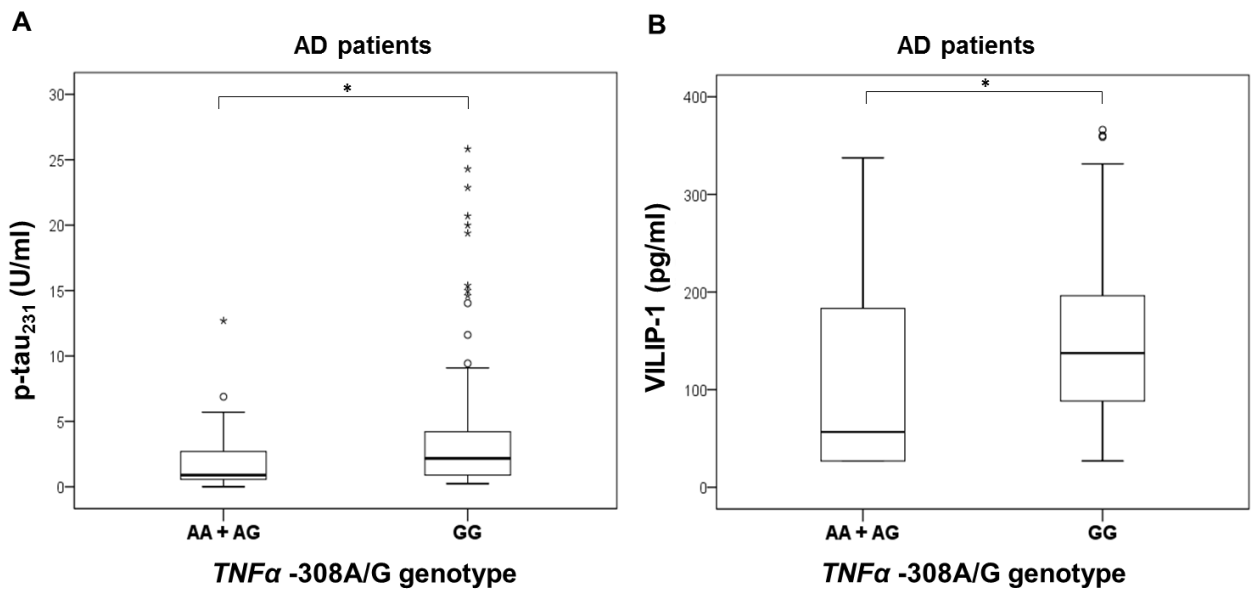 A
AD patients
30
25
20
15
10
5
0
p-tau231 (U/ml)
*
AA + AG
GG
TNFα -308A/G genotype
B
AD patients
400
300
200
100
0
VILIP-1 (pg/ml)
*
AA + AG
GG
TNFα -308A/G genotype